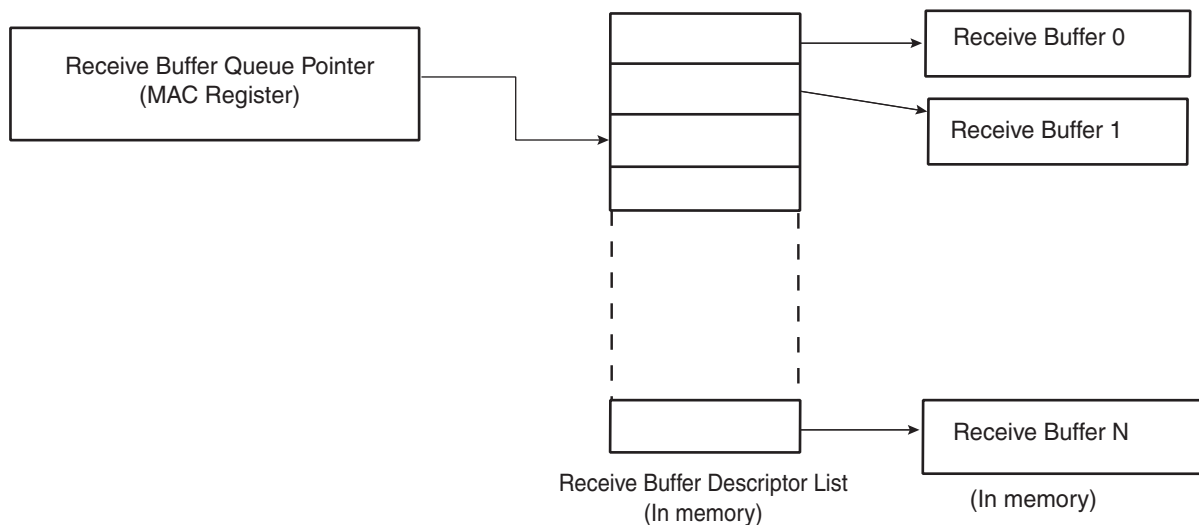 Receive Buffer Queue Pointer
(MAC Register)
Receive Buffer 0
Receive Buffer 1
Receive Buffer N
Receive Buffer Descriptor List
(In memory)
(In memory)